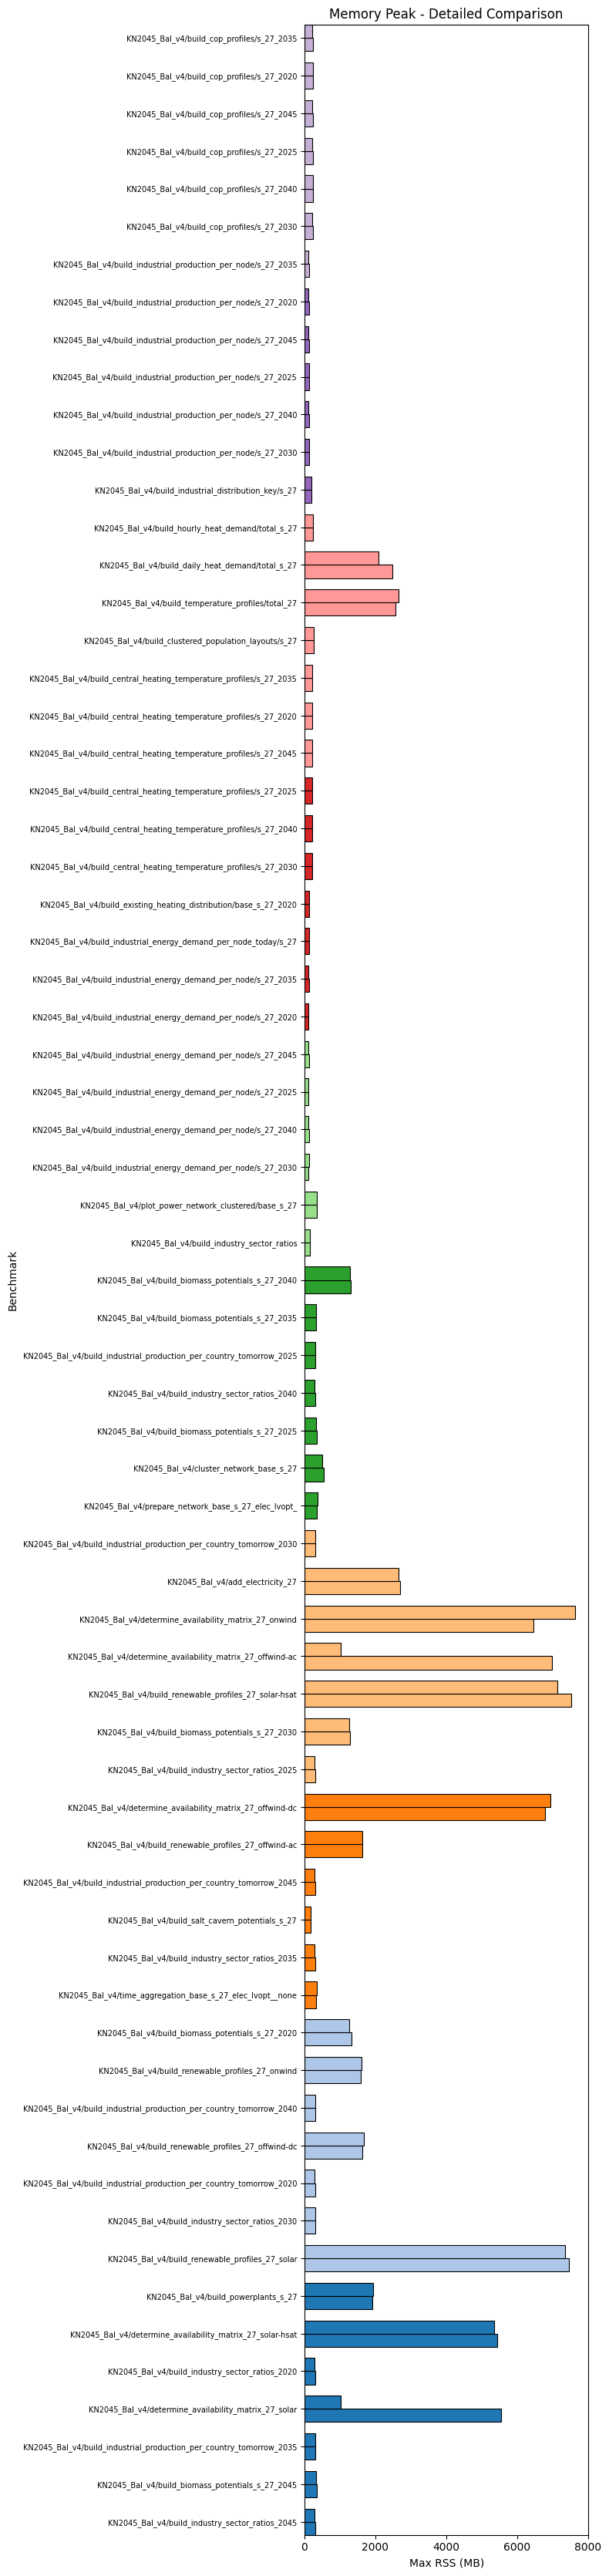 Memory Peak - Detailed Comparison
KN2045_Bal_v4/build_cop_profiles/s_27_2035
KN2045_Bal_v4/build_cop_profiles/s_27_2020
KN2045_Bal_v4/build_cop_profiles/s_27_2045
KN2045_Bal_v4/build_cop_profiles/s_27_2025
KN2045_Bal_v4/build_cop_profiles/s_27_2040
KN2045_Bal_v4/build_cop_profiles/s_27_2030
KN2045_Bal_v4/build_industrial_production_per_node/s_27_2035
KN2045_Bal_v4/build_industrial_production_per_node/s_27_2020
KN2045_Bal_v4/build_industrial_production_per_node/s_27_2045
KN2045_Bal_v4/build_industrial_production_per_node/s_27_2025
KN2045_Bal_v4/build_industrial_production_per_node/s_27_2040
KN2045_Bal_v4/build_industrial_production_per_node/s_27_2030
KN2045_Bal_v4/build_industrial_distribution_key/s_27
KN2045_Bal_v4/build_hourly_heat_demand/total_s_27
KN2045_Bal_v4/build_daily_heat_demand/total_s_27
KN2045_Bal_v4/build_temperature_profiles/total_27
KN2045_Bal_v4/build_clustered_population_layouts/s_27
KN2045_Bal_v4/build_central_heating_temperature_profiles/s_27_2035
KN2045_Bal_v4/build_central_heating_temperature_profiles/s_27_2020
KN2045_Bal_v4/build_central_heating_temperature_profiles/s_27_2045
KN2045_Bal_v4/build_central_heating_temperature_profiles/s_27_2025
KN2045_Bal_v4/build_central_heating_temperature_profiles/s_27_2040
KN2045_Bal_v4/build_central_heating_temperature_profiles/s_27_2030
KN2045_Bal_v4/build_existing_heating_distribution/base_s_27_2020
KN2045_Bal_v4/build_industrial_energy_demand_per_node_today/s_27
KN2045_Bal_v4/build_industrial_energy_demand_per_node/s_27_2035
KN2045_Bal_v4/build_industrial_energy_demand_per_node/s_27_2020
KN2045_Bal_v4/build_industrial_energy_demand_per_node/s_27_2045
KN2045_Bal_v4/build_industrial_energy_demand_per_node/s_27_2025
KN2045_Bal_v4/build_industrial_energy_demand_per_node/s_27_2040
KN2045_Bal_v4/build_industrial_energy_demand_per_node/s_27_2030
KN2045_Bal_v4/plot_power_network_clustered/base_s_27
KN2045_Bal_v4/build_industry_sector_ratios
KN2045_Bal_v4/build_biomass_potentials_s_27_2040
KN2045_Bal_v4/build_biomass_potentials_s_27_2035
KN2045_Bal_v4/build_industrial_production_per_country_tomorrow_2025
KN2045_Bal_v4/build_industry_sector_ratios_2040
KN2045_Bal_v4/build_biomass_potentials_s_27_2025
KN2045_Bal_v4/cluster_network_base_s_27
KN2045_Bal_v4/prepare_network_base_s_27_elec_lvopt_
KN2045_Bal_v4/build_industrial_production_per_country_tomorrow_2030
KN2045_Bal_v4/add_electricity_27
KN2045_Bal_v4/determine_availability_matrix_27_onwind
KN2045_Bal_v4/determine_availability_matrix_27_offwind-ac
KN2045_Bal_v4/build_renewable_profiles_27_solar-hsat
KN2045_Bal_v4/build_biomass_potentials_s_27_2030
KN2045_Bal_v4/build_industry_sector_ratios_2025
KN2045_Bal_v4/determine_availability_matrix_27_offwind-dc
KN2045_Bal_v4/build_renewable_profiles_27_offwind-ac
KN2045_Bal_v4/build_industrial_production_per_country_tomorrow_2045
KN2045_Bal_v4/build_salt_cavern_potentials_s_27
KN2045_Bal_v4/build_industry_sector_ratios_2035
KN2045_Bal_v4/time_aggregation_base_s_27_elec_lvopt__none
KN2045_Bal_v4/build_biomass_potentials_s_27_2020
KN2045_Bal_v4/build_renewable_profiles_27_onwind
KN2045_Bal_v4/build_industrial_production_per_country_tomorrow_2040
KN2045_Bal_v4/build_renewable_profiles_27_offwind-dc
KN2045_Bal_v4/build_industrial_production_per_country_tomorrow_2020
KN2045_Bal_v4/build_industry_sector_ratios_2030
KN2045_Bal_v4/build_renewable_profiles_27_solar
KN2045_Bal_v4/build_powerplants_s_27
KN2045_Bal_v4/determine_availability_matrix_27_solar-hsat
KN2045_Bal_v4/build_industry_sector_ratios_2020
KN2045_Bal_v4/determine_availability_matrix_27_solar
KN2045_Bal_v4/build_industrial_production_per_country_tomorrow_2035
KN2045_Bal_v4/build_biomass_potentials_s_27_2045
KN2045_Bal_v4/build_industry_sector_ratios_2045
Benchmark
0 2000 4000 6000 8000
Max RSS (MB)